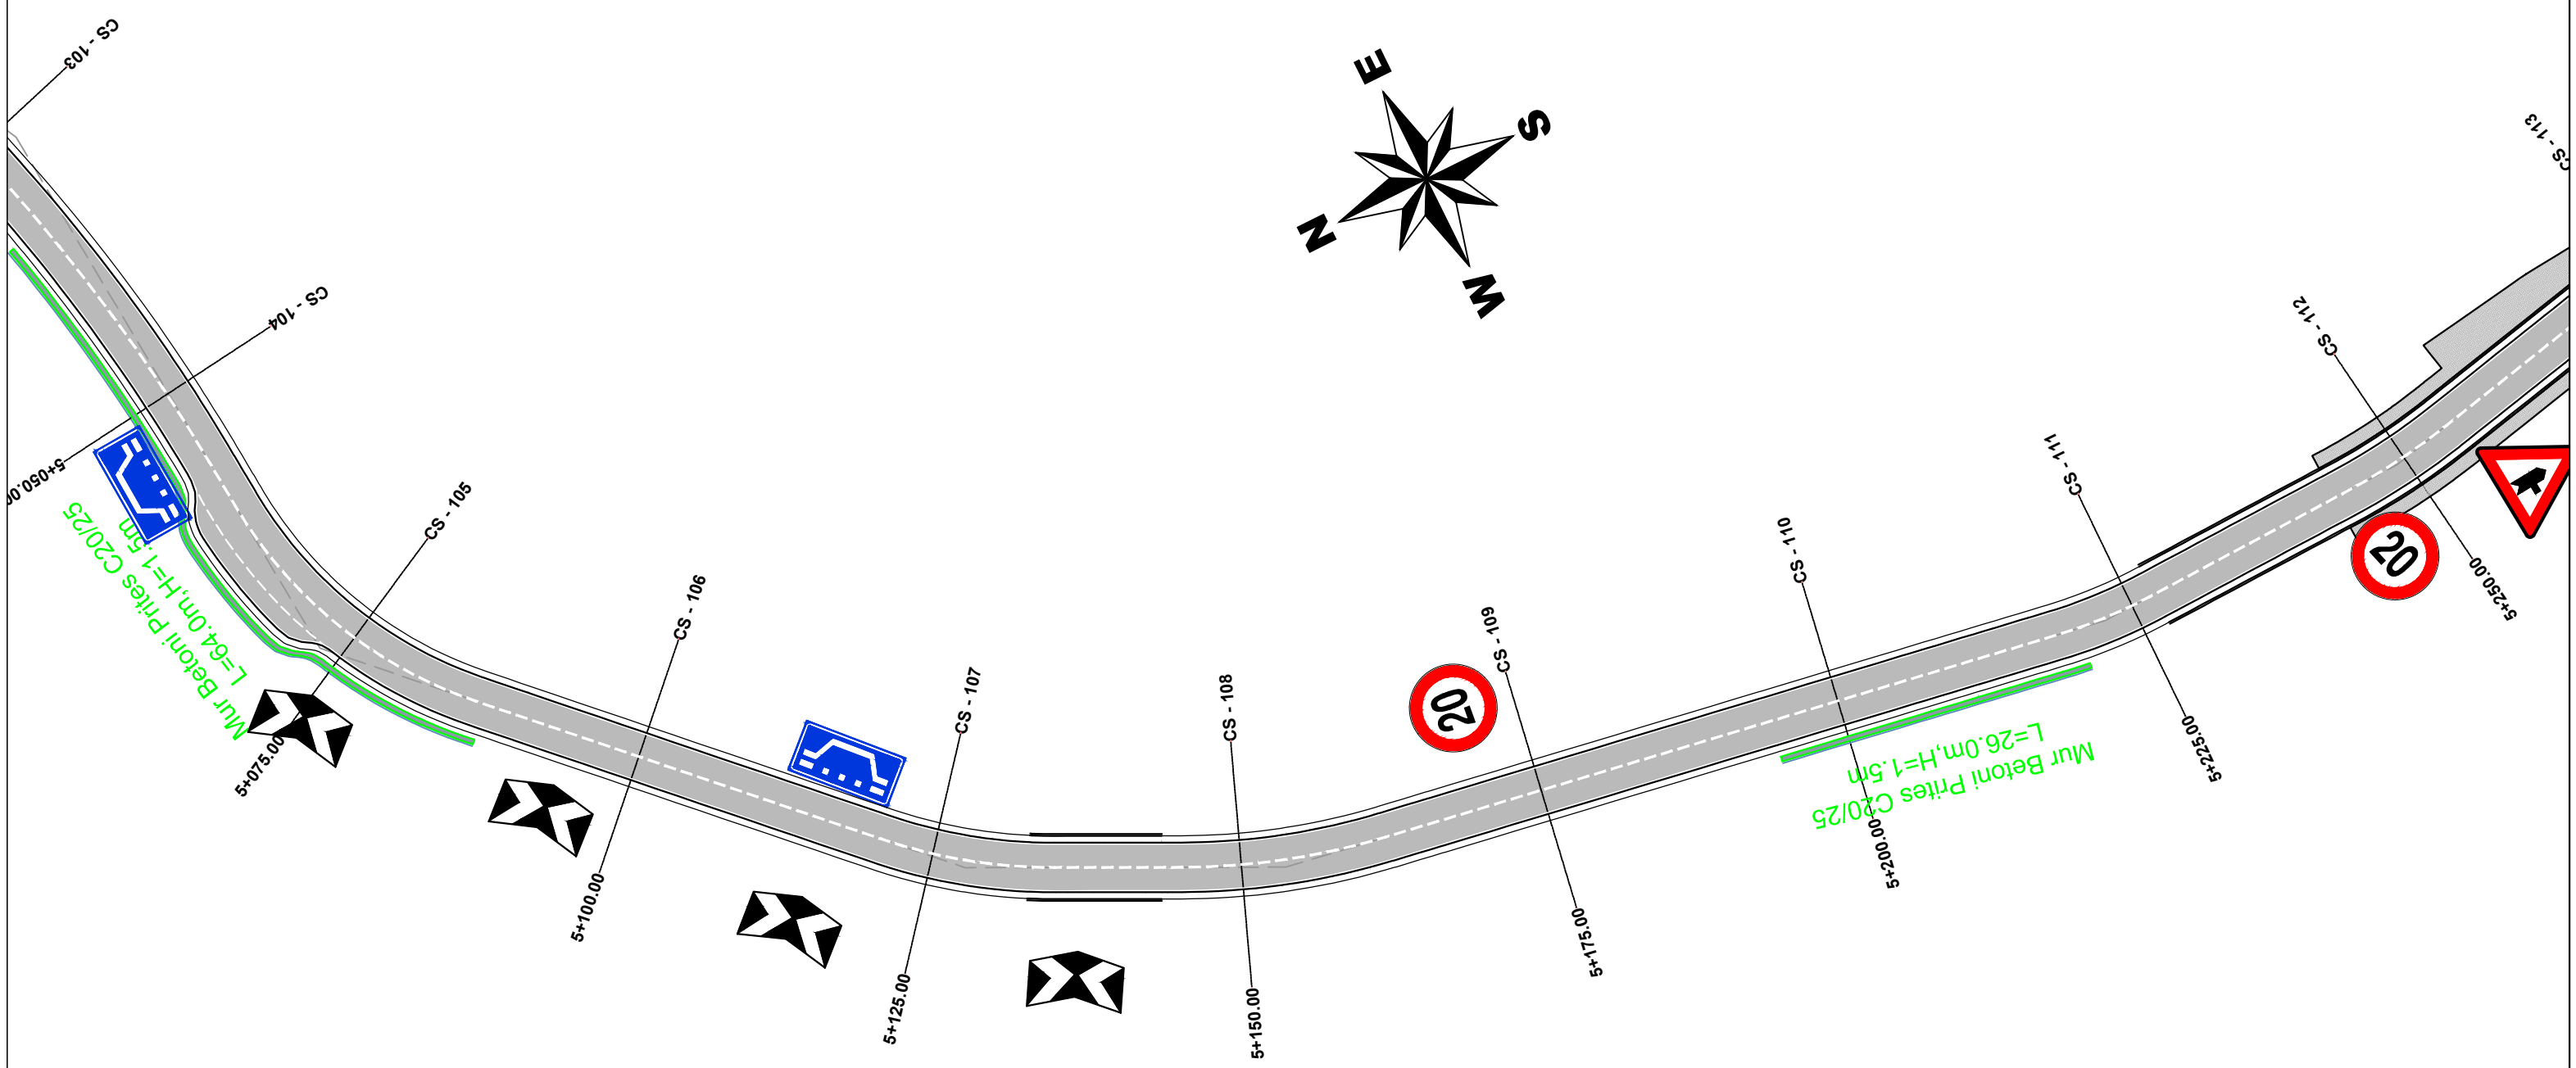 CS - 103
CS - 104
5+050.00
Mur Betoni Prites C20/25
L=64.0m,H=1.5m
CS - 105
5+075.00
CS - 106
5+100.00
CS - 107
5+125.00
CS - 108
5+150.00
E
S
N
W
20
CS - 109
5+175.00
CS - 110
5+200.00
Mur Betoni Prites C20/25
L=26.0m,H=1.5m
CS - 111
5+225.00
CS - 112
5+250.00
20
CS - 113